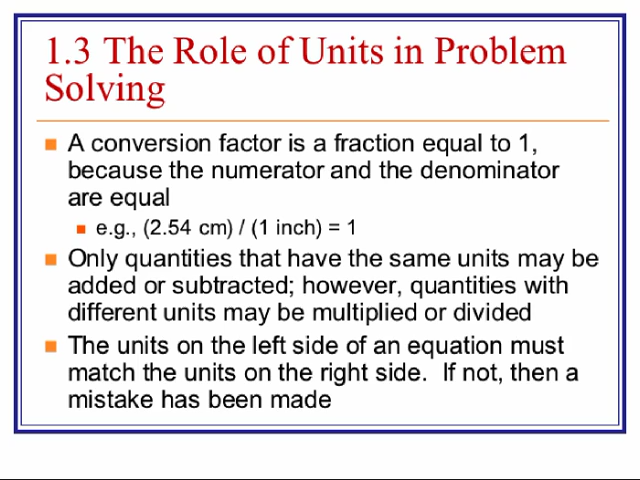 1.3 The Role of Units in Problem
Solving
A conversion factor is a fraction equal to 1,
because the numerator and the denominator
are equal
e.g., (2.54 cm) / (1 inch) = 1
Only quantities that have the same units may be
added or subtracted; however, quantities with
different units may be multiplied or divided
The units on the left side of an equation must
match the units on the right side.  If not, then a
mistake has been made